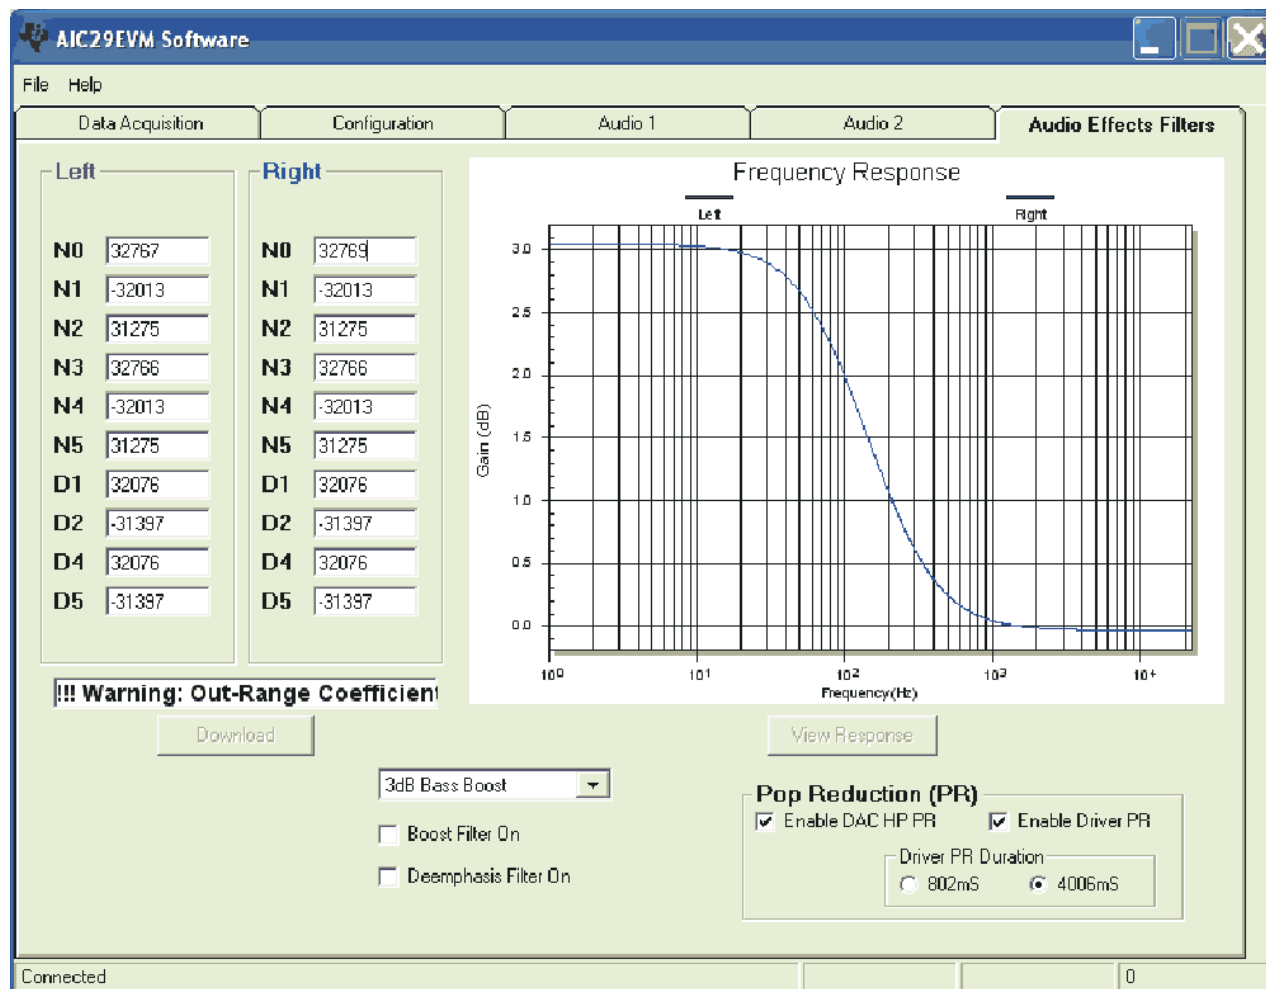 AIC29EVM Software
File Help
Data Acquisition Configuration Audio 1 Audio 2 Audio Effects Filters
Left
N0 32767
N1 -32013
N2 31275
N3 32766
N4 -32013
N5 31275
D1 32076
D2 -31397
D4 32076
D5 -31397
Right
N0 32769
N1 -32013
N2 31275
N3 32766
N4 -32013
N5 31275
D1 32076
D2 -31397
D4 32076
D5 -31397
!!! Warning: Out-Range Coefficient
Download
Frequency Response
Left Right
Gain (dB)
3.0
2.5
2.0
1.5
1.0
0.5
0.0
10⁰ 10¹ 10² 10³ 10⁴
Frequency(Hz)
View Response
3dB Bass Boost
Boost Filter On
Deemphasis Filter On
Pop Reduction (PR)
Enable DAC HP PR Enable Driver PR
Driver PR Duration
802mS 4006mS
Connected 0